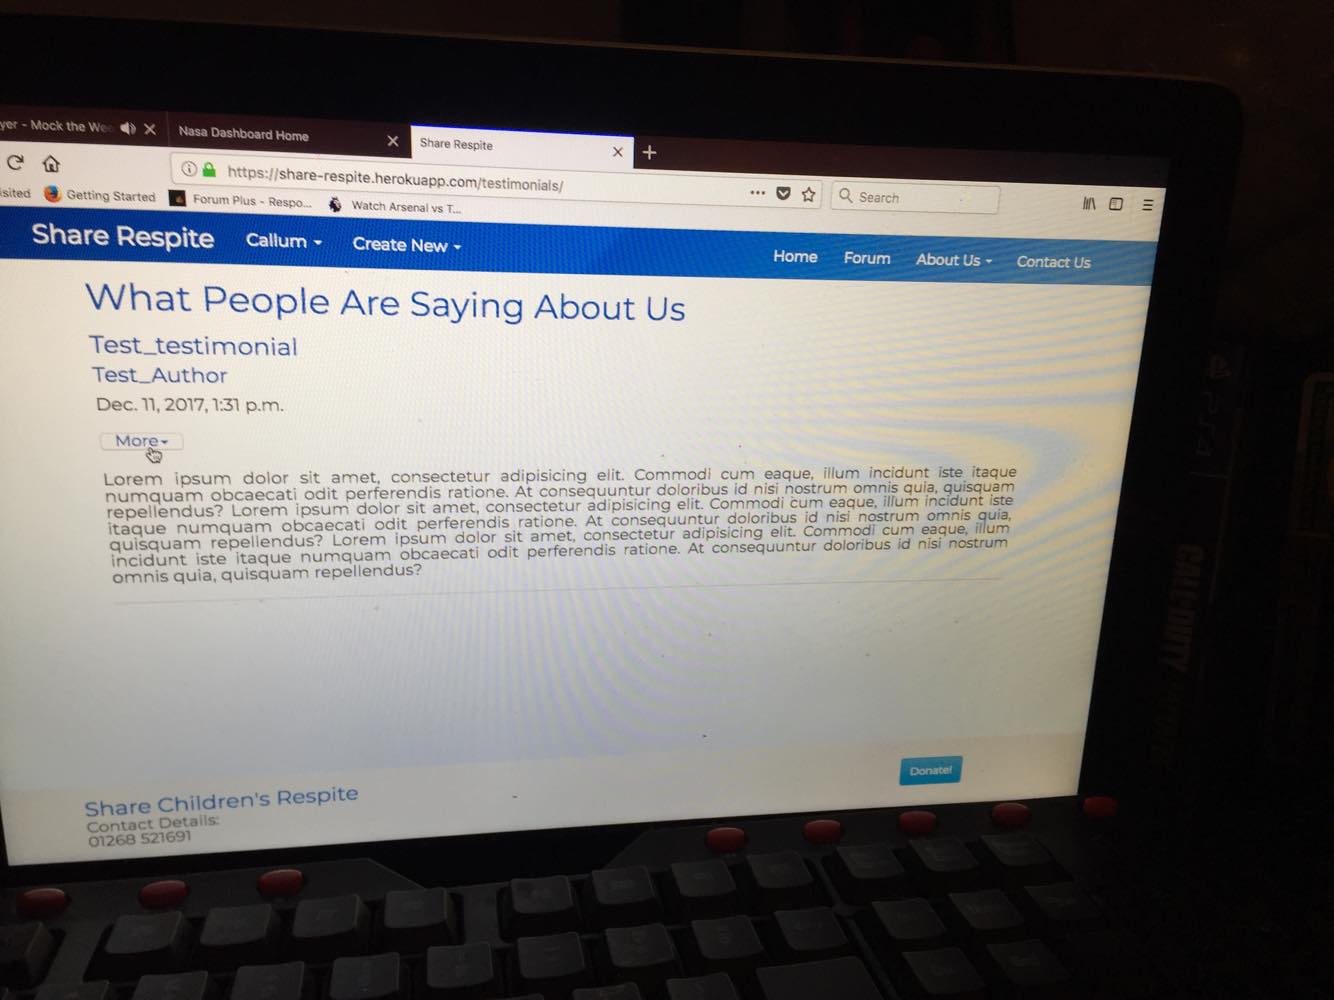 yer - Mock the We
Nasa Dashboard Home
Share Respite
https://share-respite.herokuapp.com/testimonials/
Search
isited
Getting Started
Forum Plus - Respo...
Watch Arsenal vs T...
Share Respite
Callum
Create New
Home
Forum
About Us
Contact Us
What People Are Saying About Us
Test_testimonial
Test_Author
Dec. 11, 2017, 1:31 p.m.
More
Lorem ipsum dolor sit amet, consectetur adipisicing elit. Commodi cum eaque, illum incidunt iste itaque
numquam obcaecati odit perferendis ratione. At consequuntur doloribus id nisi nostrum omnis quia, quisquam
repellendus? Lorem ipsum dolor sit amet, consectetur adipisicing elit. Commodi cum eaque, illum incidunt iste
itaque numquam obcaecati odit perferendis ratione. At consequuntur doloribus id nisi nostrum omnis quia,
quisquam repellendus? Lorem ipsum dolor sit amet, consectetur adipisicing elit. Commodi cum eaque, illum
incidunt iste itaque numquam obcaecati odit perferendis ratione. At consequuntur doloribus id nisi nostrum
omnis quia, quisquam repellendus?
Donate!
Share Children's Respite
Contact Details:
01268 521691
PS4
CALL DUTY